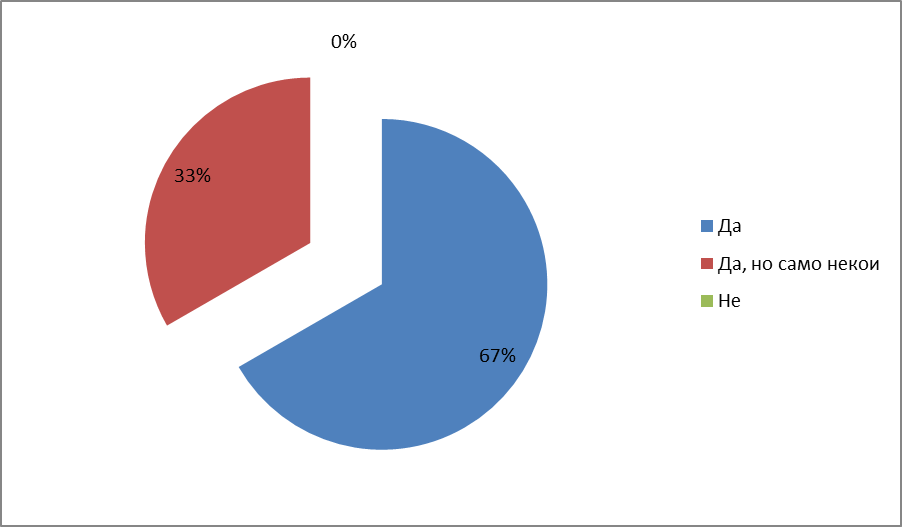 0%
33%
67%
Да
Да, но само некои
Не